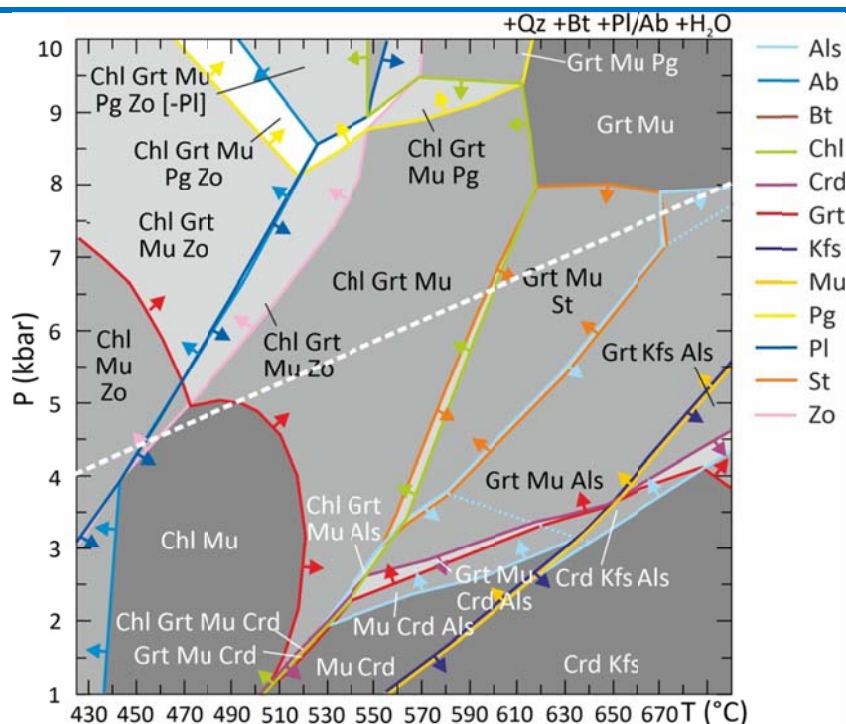 +Qz +Bt +Pl/Ab +H₂O
10
9
8
7
6
5
4
3
2
1
P (kbar)
430 450 470 490 510 530 550 570 590 610 630 650 670 T (°C)
Chl Grt Mu
Pg Zo [-Pl]
Chl Grt Mu
Pg Zo
Chl Grt
Mu Zo
Chl
Mu
Zo
Chl Grt
Mu Pg
Grt Mu Pg
Grt Mu
Chl Grt Mu
Chl Grt
Mu Zo
Grt Mu
St
Grt Kfs
Als
Grt Mu Als
Chl Mu
Chl Grt
Mu Als
Grt Mu
Crd Als
Crd Kfs Als
Mu Crd Als
Chl Grt Mu Crd
Grt Mu Crd
Mu Crd
Crd Kfs
Als
Ab
Bt
Chl
Crd
Grt
Kfs
Mu
Pg
Pl
St
Zo